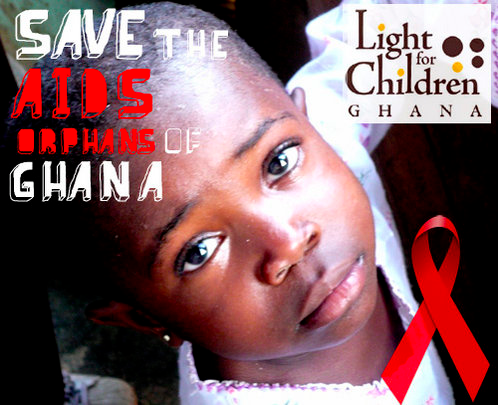 SAVE THE
AIDS
ORPHANS OF
GHANA
Light
for
Children
GHANA